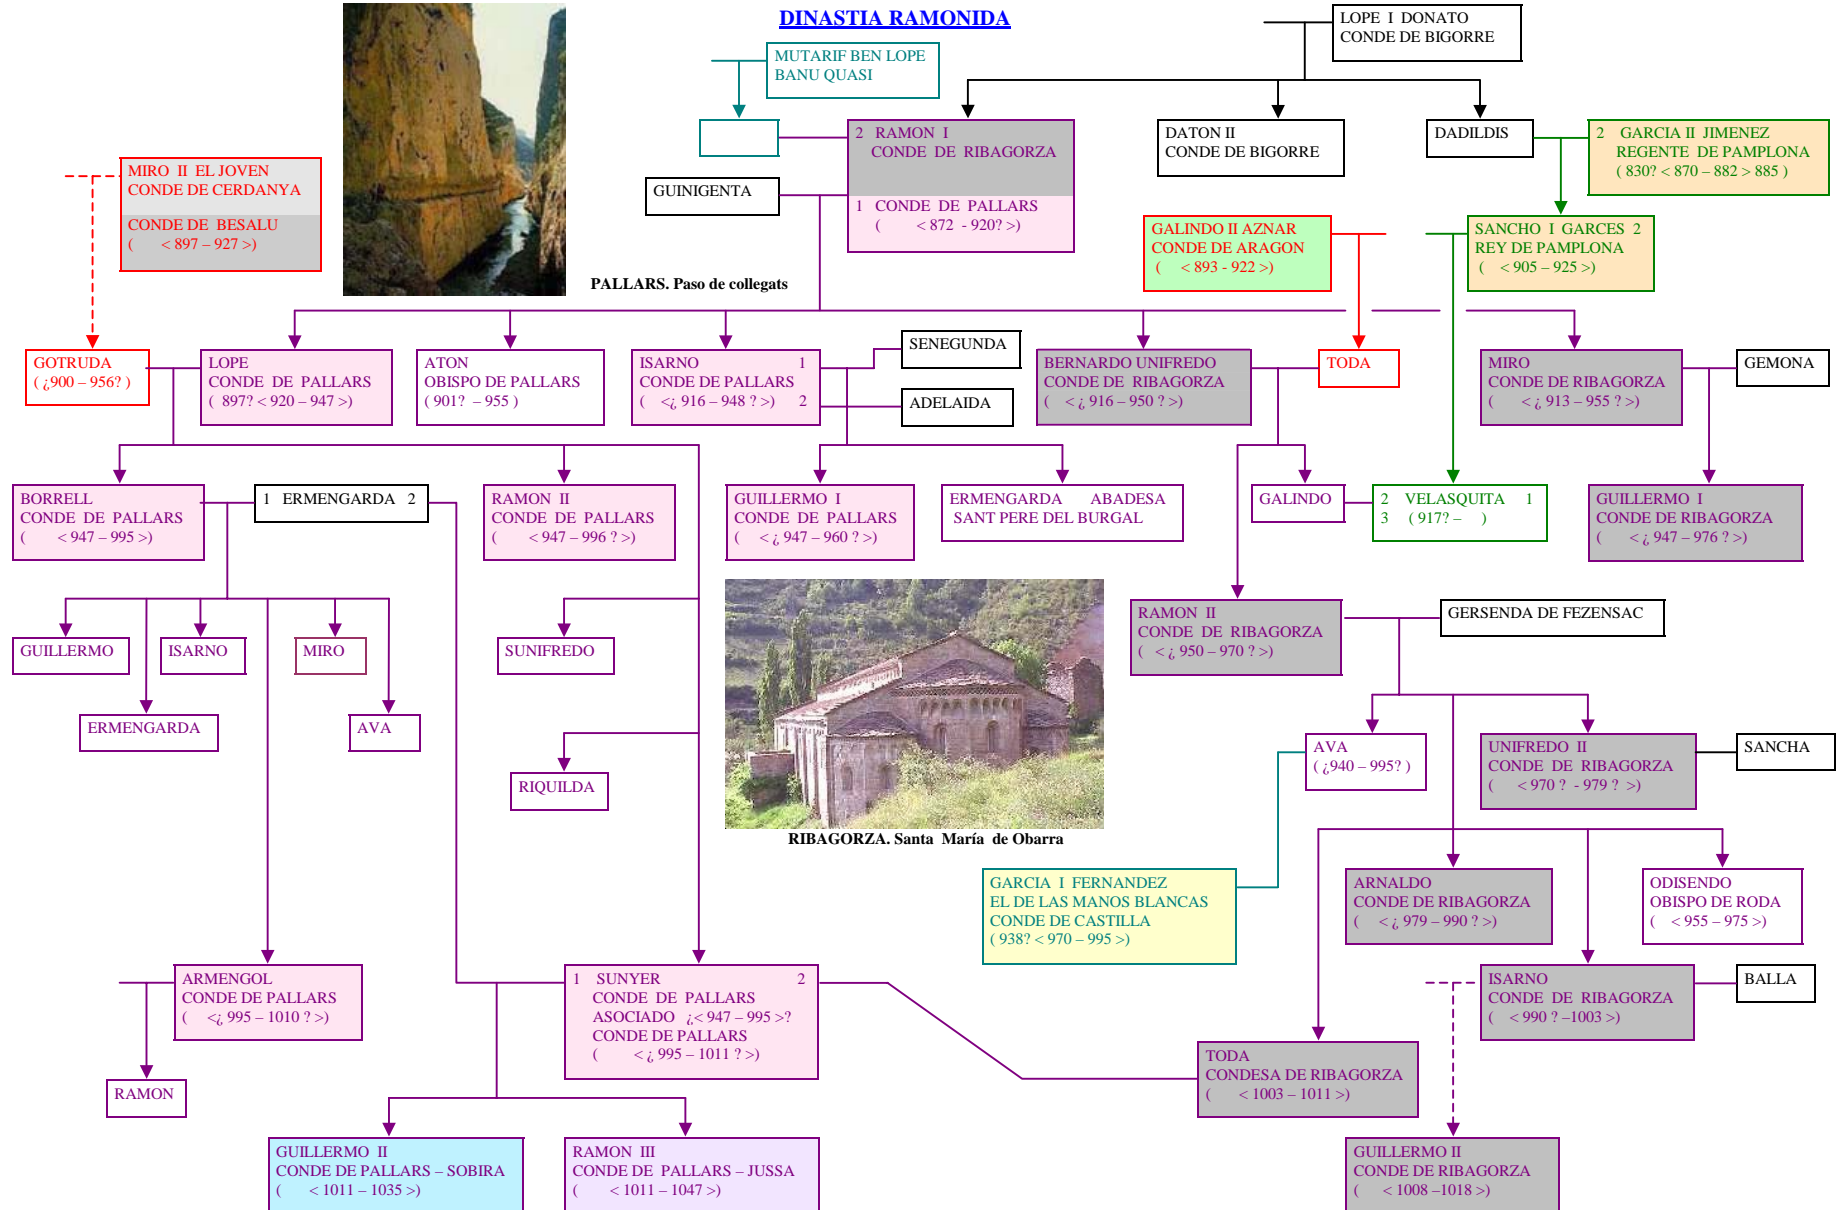 DINASTIA RAMONIDA
LOPE I DONATO
CONDE DE BIGORRE
MUTARIF BEN LOPE
BANU QUASI
2 RAMON I
CONDE DE RIBAGORZA
1 CONDE DE PALLARS
( < 872 - 920? >)
DATON II
CONDE DE BIGORRE
DADILDIS
2 GARCIA II JIMENEZ
REGENTE DE PAMPLONA
( 830? < 870 – 882 > 885 )
MIRO II EL JOVEN
CONDE DE CERDANYA
CONDE DE BESALU
( < 897 – 927 >)
GUINIGENTA
GALINDO II AZNAR
CONDE DE ARAGON
( < 893 - 922 >)
SANCHO I GARCES 2
REY DE PAMPLONA
( < 905 – 925 >)
PALLARS. Paso de collegats
GOTRUDA
( ¿900 – 956? )
LOPE
CONDE DE PALLARS
( 897? < 920 – 947 >)
ATON
OBISPO DE PALLARS
( 901? – 955 )
ISARNO 1
CONDE DE PALLARS
( <¿ 916 – 948 ? >) 2
SENEGUNDA
ADELAIDA
BERNARDO UNIFREDO
CONDE DE RIBAGORZA
( < ¿ 916 – 950 ? >)
TODA
MIRO
CONDE DE RIBAGORZA
( < ¿ 913 – 955 ? >)
GEMONA
BORRELL
CONDE DE PALLARS
( < 947 – 995 >)
1 ERMENGARDA 2
RAMON II
CONDE DE PALLARS
( < 947 – 996 ? >)
GUILLERMO I
CONDE DE PALLARS
( < ¿ 947 – 960 ? >)
ERMENGARDA ABADESA
SANT PERE DEL BURGAL
GALINDO
2 VELASQUITA 1
3 ( 917? – )
GUILLERMO I
CONDE DE RIBAGORZA
( < ¿ 947 – 976 ? >)
GUILLERMO
ISARNO
MIRO
SUNIFREDO
RAMON II
CONDE DE RIBAGORZA
( < ¿ 950 – 970 ? >)
GERSENDA DE FEZENSAC
ERMENGARDA
AVA
RIQUILDA
AVA
( ¿940 – 995? )
UNIFREDO II
CONDE DE RIBAGORZA
( < 970 ? - 979 ? >)
SANCHA
RIBAGORZA. Santa María de Obarra
GARCIA I FERNANDEZ
EL DE LAS MANOS BLANCAS
CONDE DE CASTILLA
( 938? < 970 – 995 >)
ARNALDO
CONDE DE RIBAGORZA
( < ¿ 979 – 990 ? >)
ODISENDO
OBISPO DE RODA
( < 955 – 975 >)
ARMENGOL
CONDE DE PALLARS
( <¿ 995 – 1010 ? >)
1 SUNYER 2
CONDE DE PALLARS
ASOCIADO ¿< 947 – 995 >?
CONDE DE PALLARS
( < ¿ 995 – 1011 ? >)
ISARNO
CONDE DE RIBAGORZA
( < 990 ? –1003 >)
BALLA
RAMON
TODA
CONDESA DE RIBAGORZA
( < 1003 – 1011 >)
GUILLERMO II
CONDE DE PALLARS – SOBIRA
( < 1011 – 1035 >)
RAMON III
CONDE DE PALLARS – JUSSA
( < 1011 – 1047 >)
GUILLERMO II
CONDE DE RIBAGORZA
( < 1008 –1018 >)